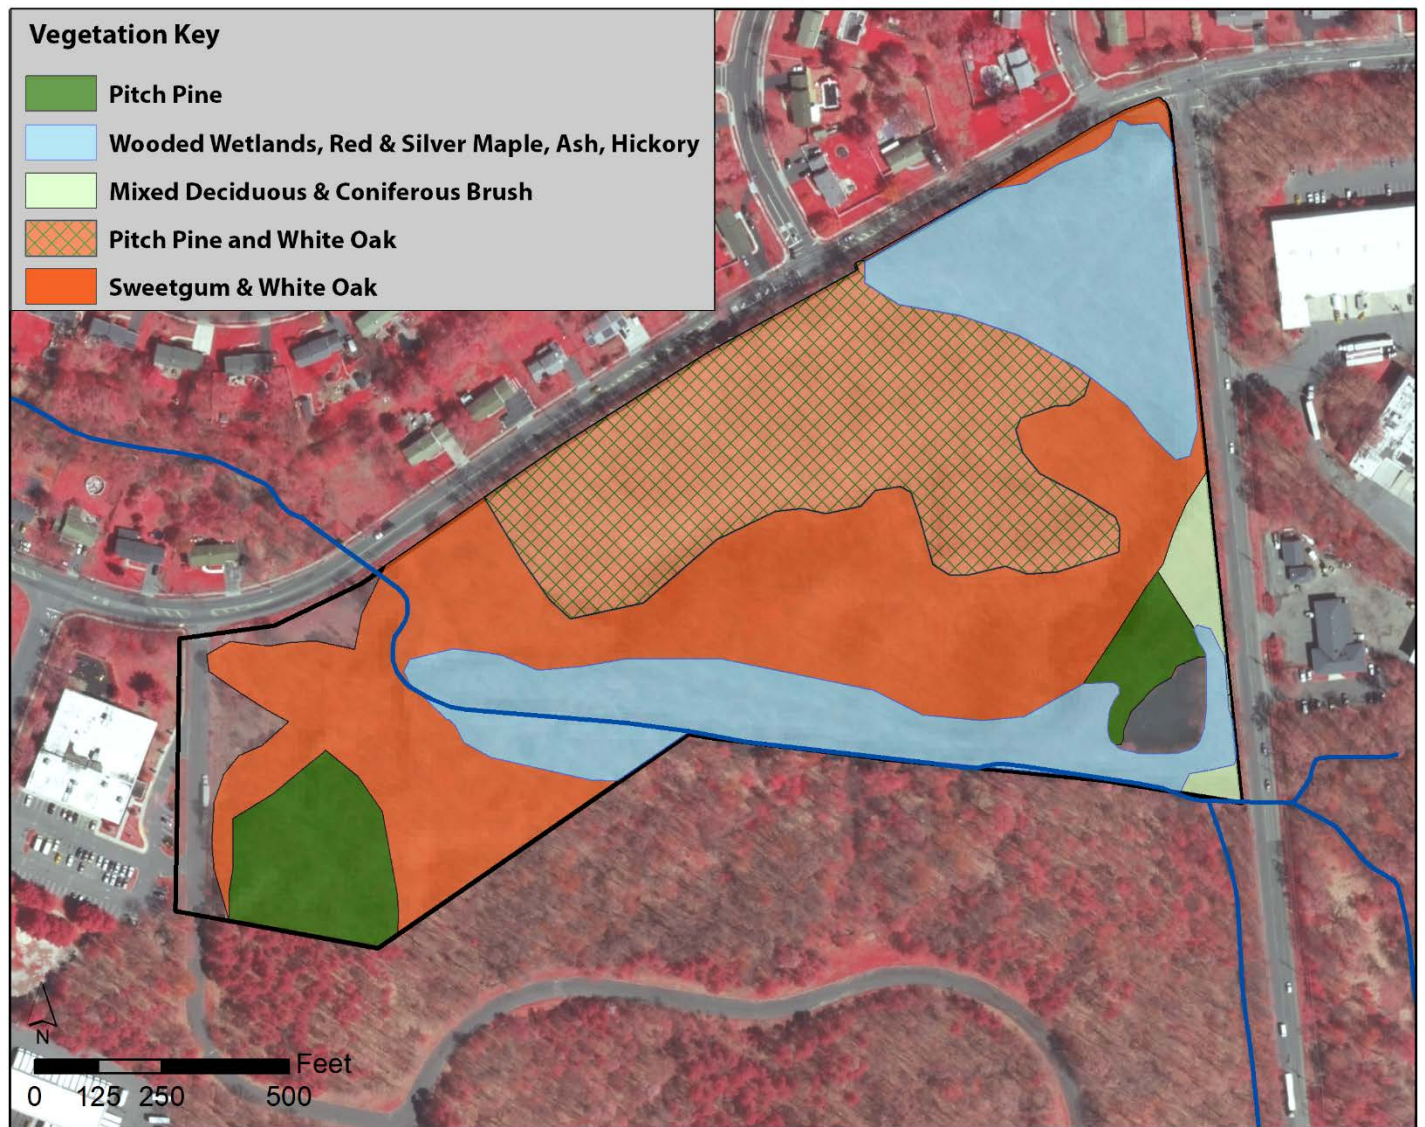 Vegetation Key
Pitch Pine
Wooded Wetlands, Red & Silver Maple, Ash, Hickory
Mixed Deciduous & Coniferous Brush
Pitch Pine and White Oak
Sweetgum & White Oak
N
Feet
0 125 250 500